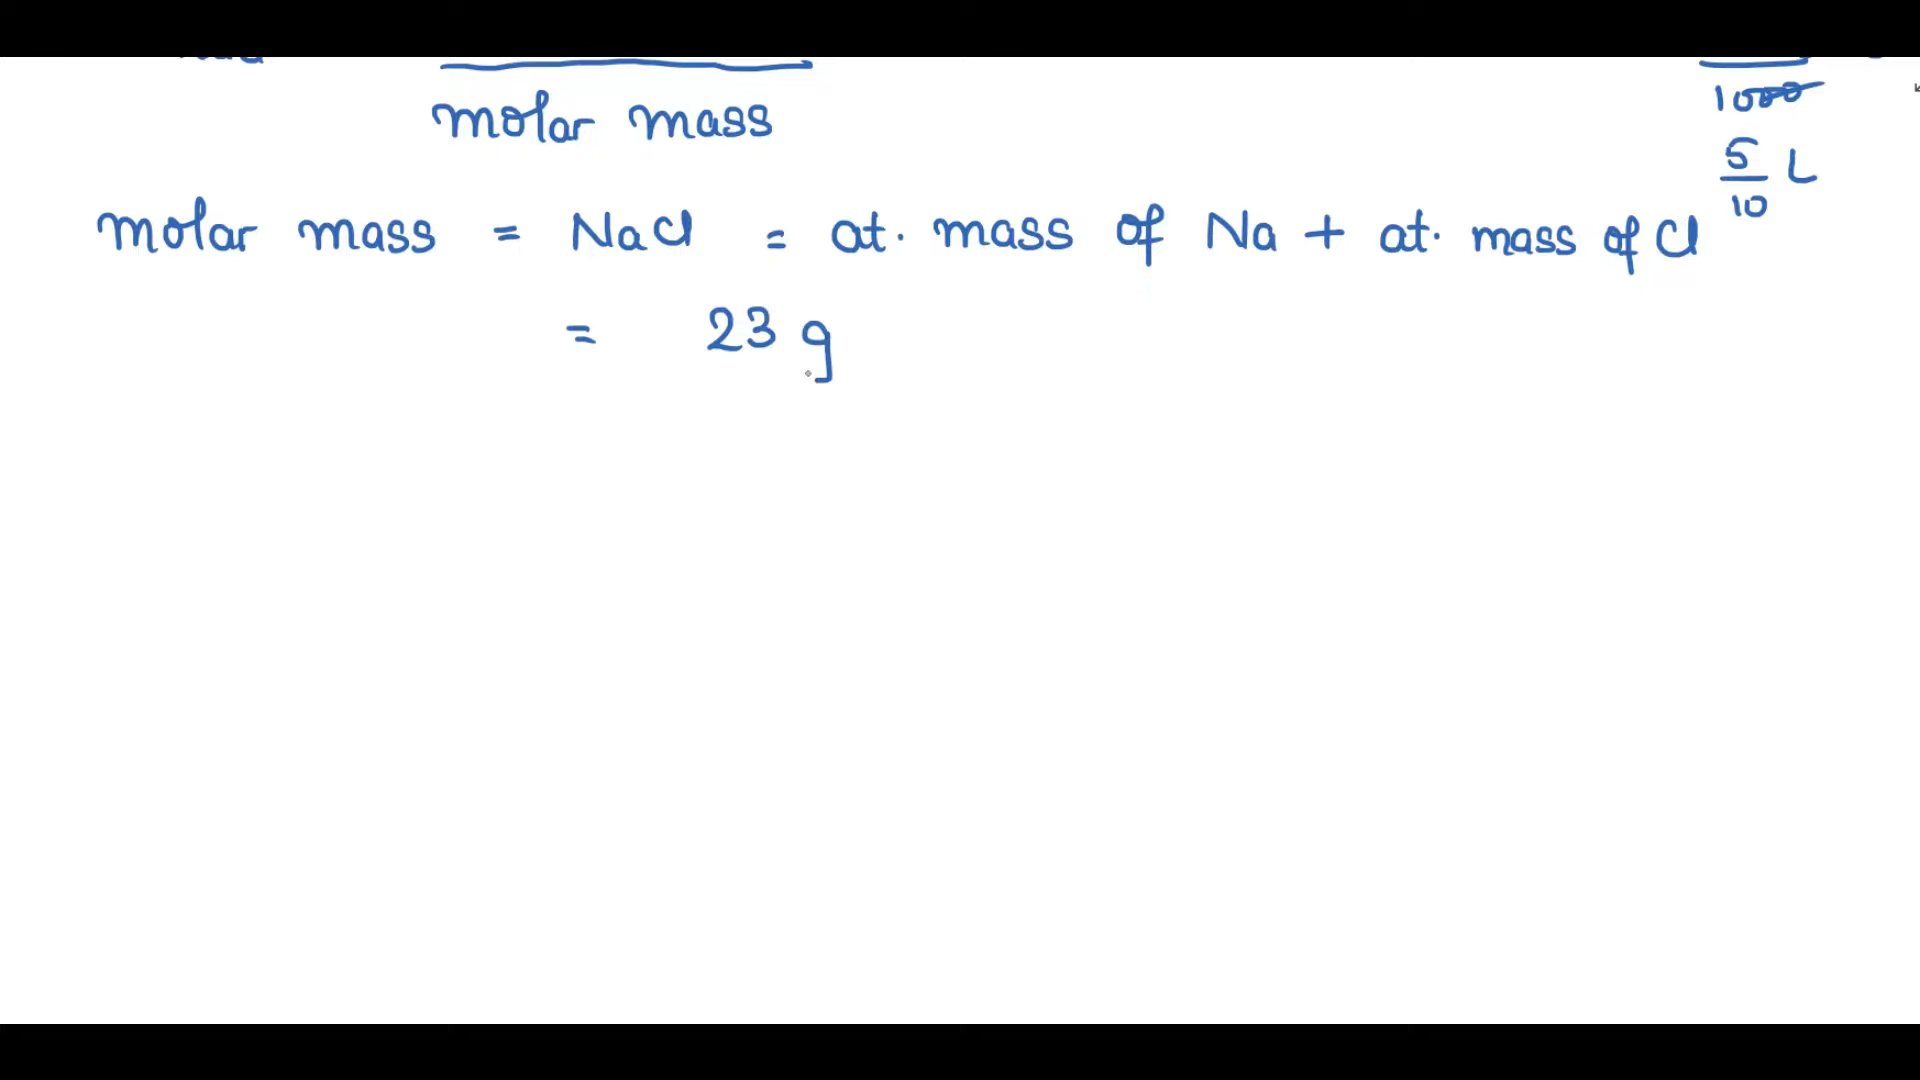 molar mass
1000
5
10 L
molar mass = NaCl = at. mass of Na + at. mass of Cl
= 23 g